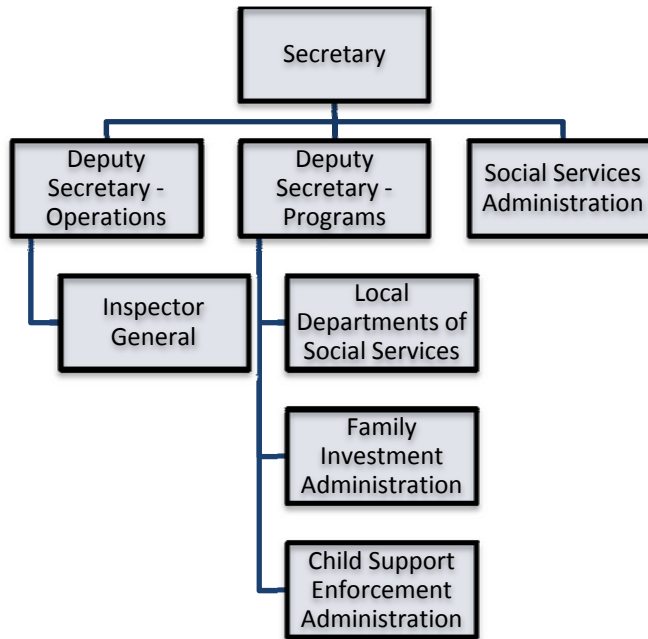 Secretary
Deputy
Secretary -
Operations
Deputy
Secretary -
Programs
Social Services
Administration
Inspector
General
Local
Departments of
Social Services
Family
Investment
Administration
Child Support
Enforcement
Administration